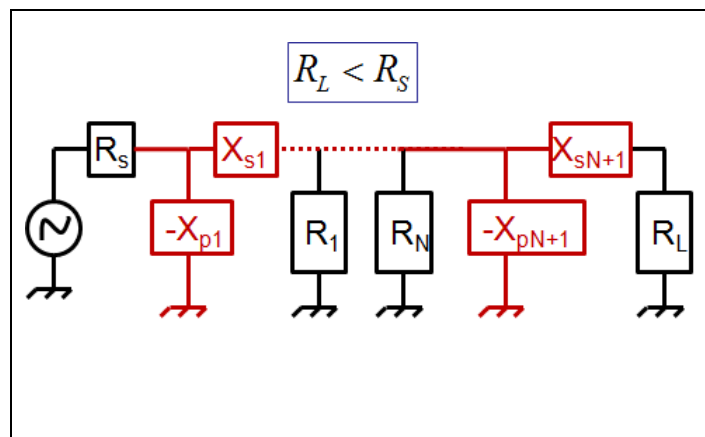 R_L < R_S
R_s
X_s1
X_sN+1
-X_p1
R_1
R_N
-X_pN+1
R_L